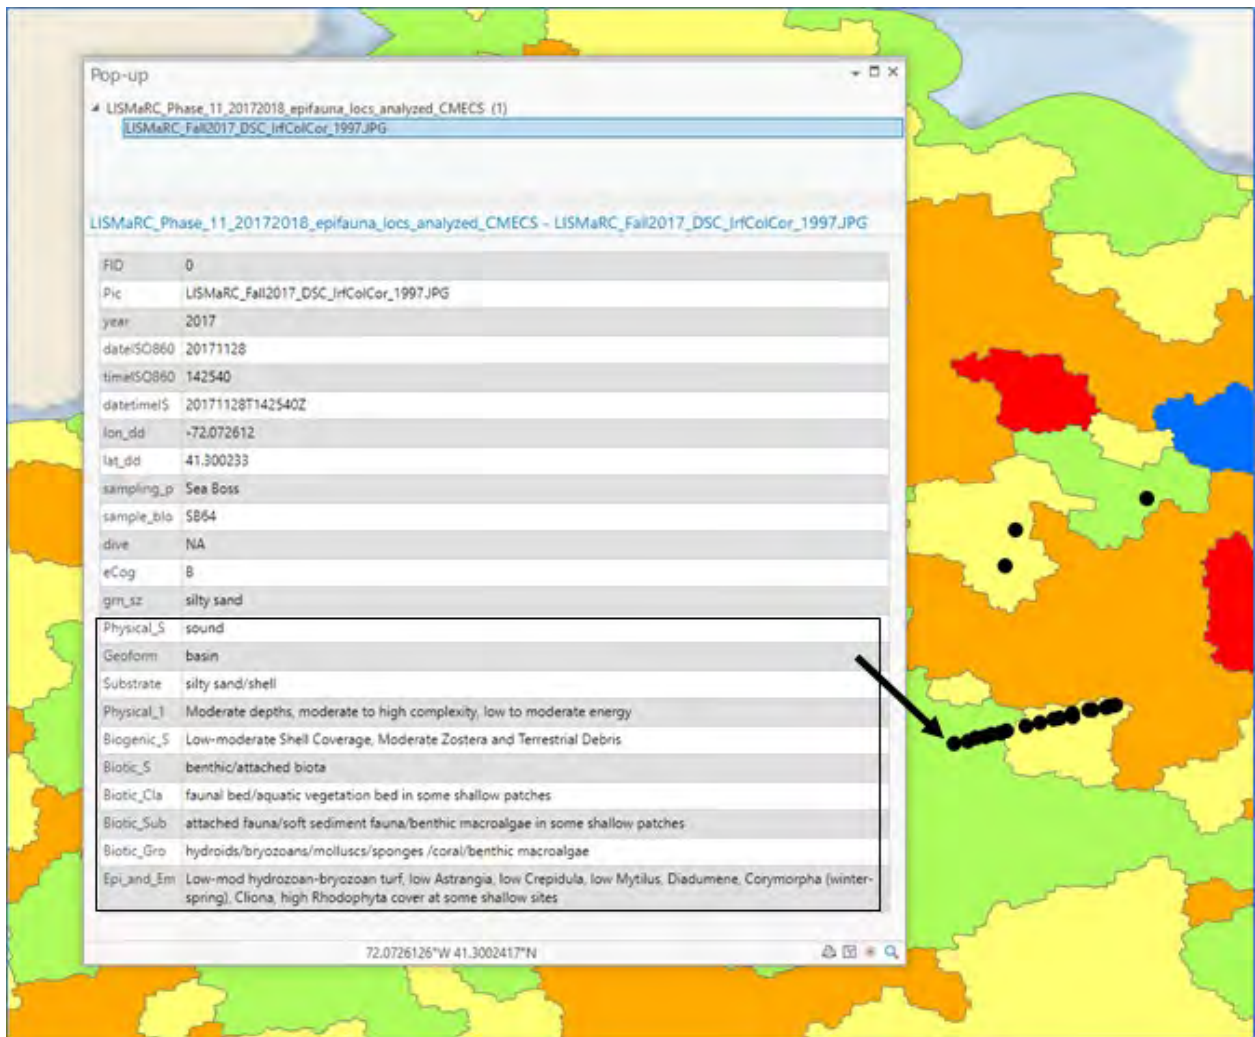 Pop-up
LISMaRC_Phase_11_20172018_epifauna_locs_analyzed_CMECS (1)
LISMaRC_Fall2017_DSC_IrfColCor_1997.JPG
LISMaRC_Phase_11_20172018_epifauna_locs_analyzed_CMECS - LISMaRC_Fall2017_DSC_IrfColCor_1997.JPG
FID 0
Pic LISMaRC_Fall2017_DSC_IrfColCor_1997.JPG
year 2017
dateISO860 20171128
timeISO860 142540
datetimeIS 20171128T142540Z
lon_dd -72.072612
lat_dd 41.300233
sampling_p Sea Boss
sample_blo SB64
dive NA
eCog B
grn_sz silty sand
Physical_S sound
Geoform basin
Substrate silty sand/shell
Physical_1 Moderate depths, moderate to high complexity, low to moderate energy
Biogenic_S Low-moderate Shell Coverage, Moderate Zostera and Terrestrial Debris
Biotic_S benthic/attached biota
Biotic_Cla faunal bed/aquatic vegetation bed in some shallow patches
Biotic_Sub attached fauna/soft sediment fauna/benthic macroalgae in some shallow patches
Biotic_Gro hydroids/bryozoans/molluscs/sponges /coral/benthic macroalgae
Epi_and_Em Low-mod hydrozoan-bryozoan turf, low Astrangia, low Crepidula, low Mytilus, Diadumene, Corymorpha (winter-
spring), Cliona, high Rhodophyta cover at some shallow sites
72.0726126°W 41.3002417°N